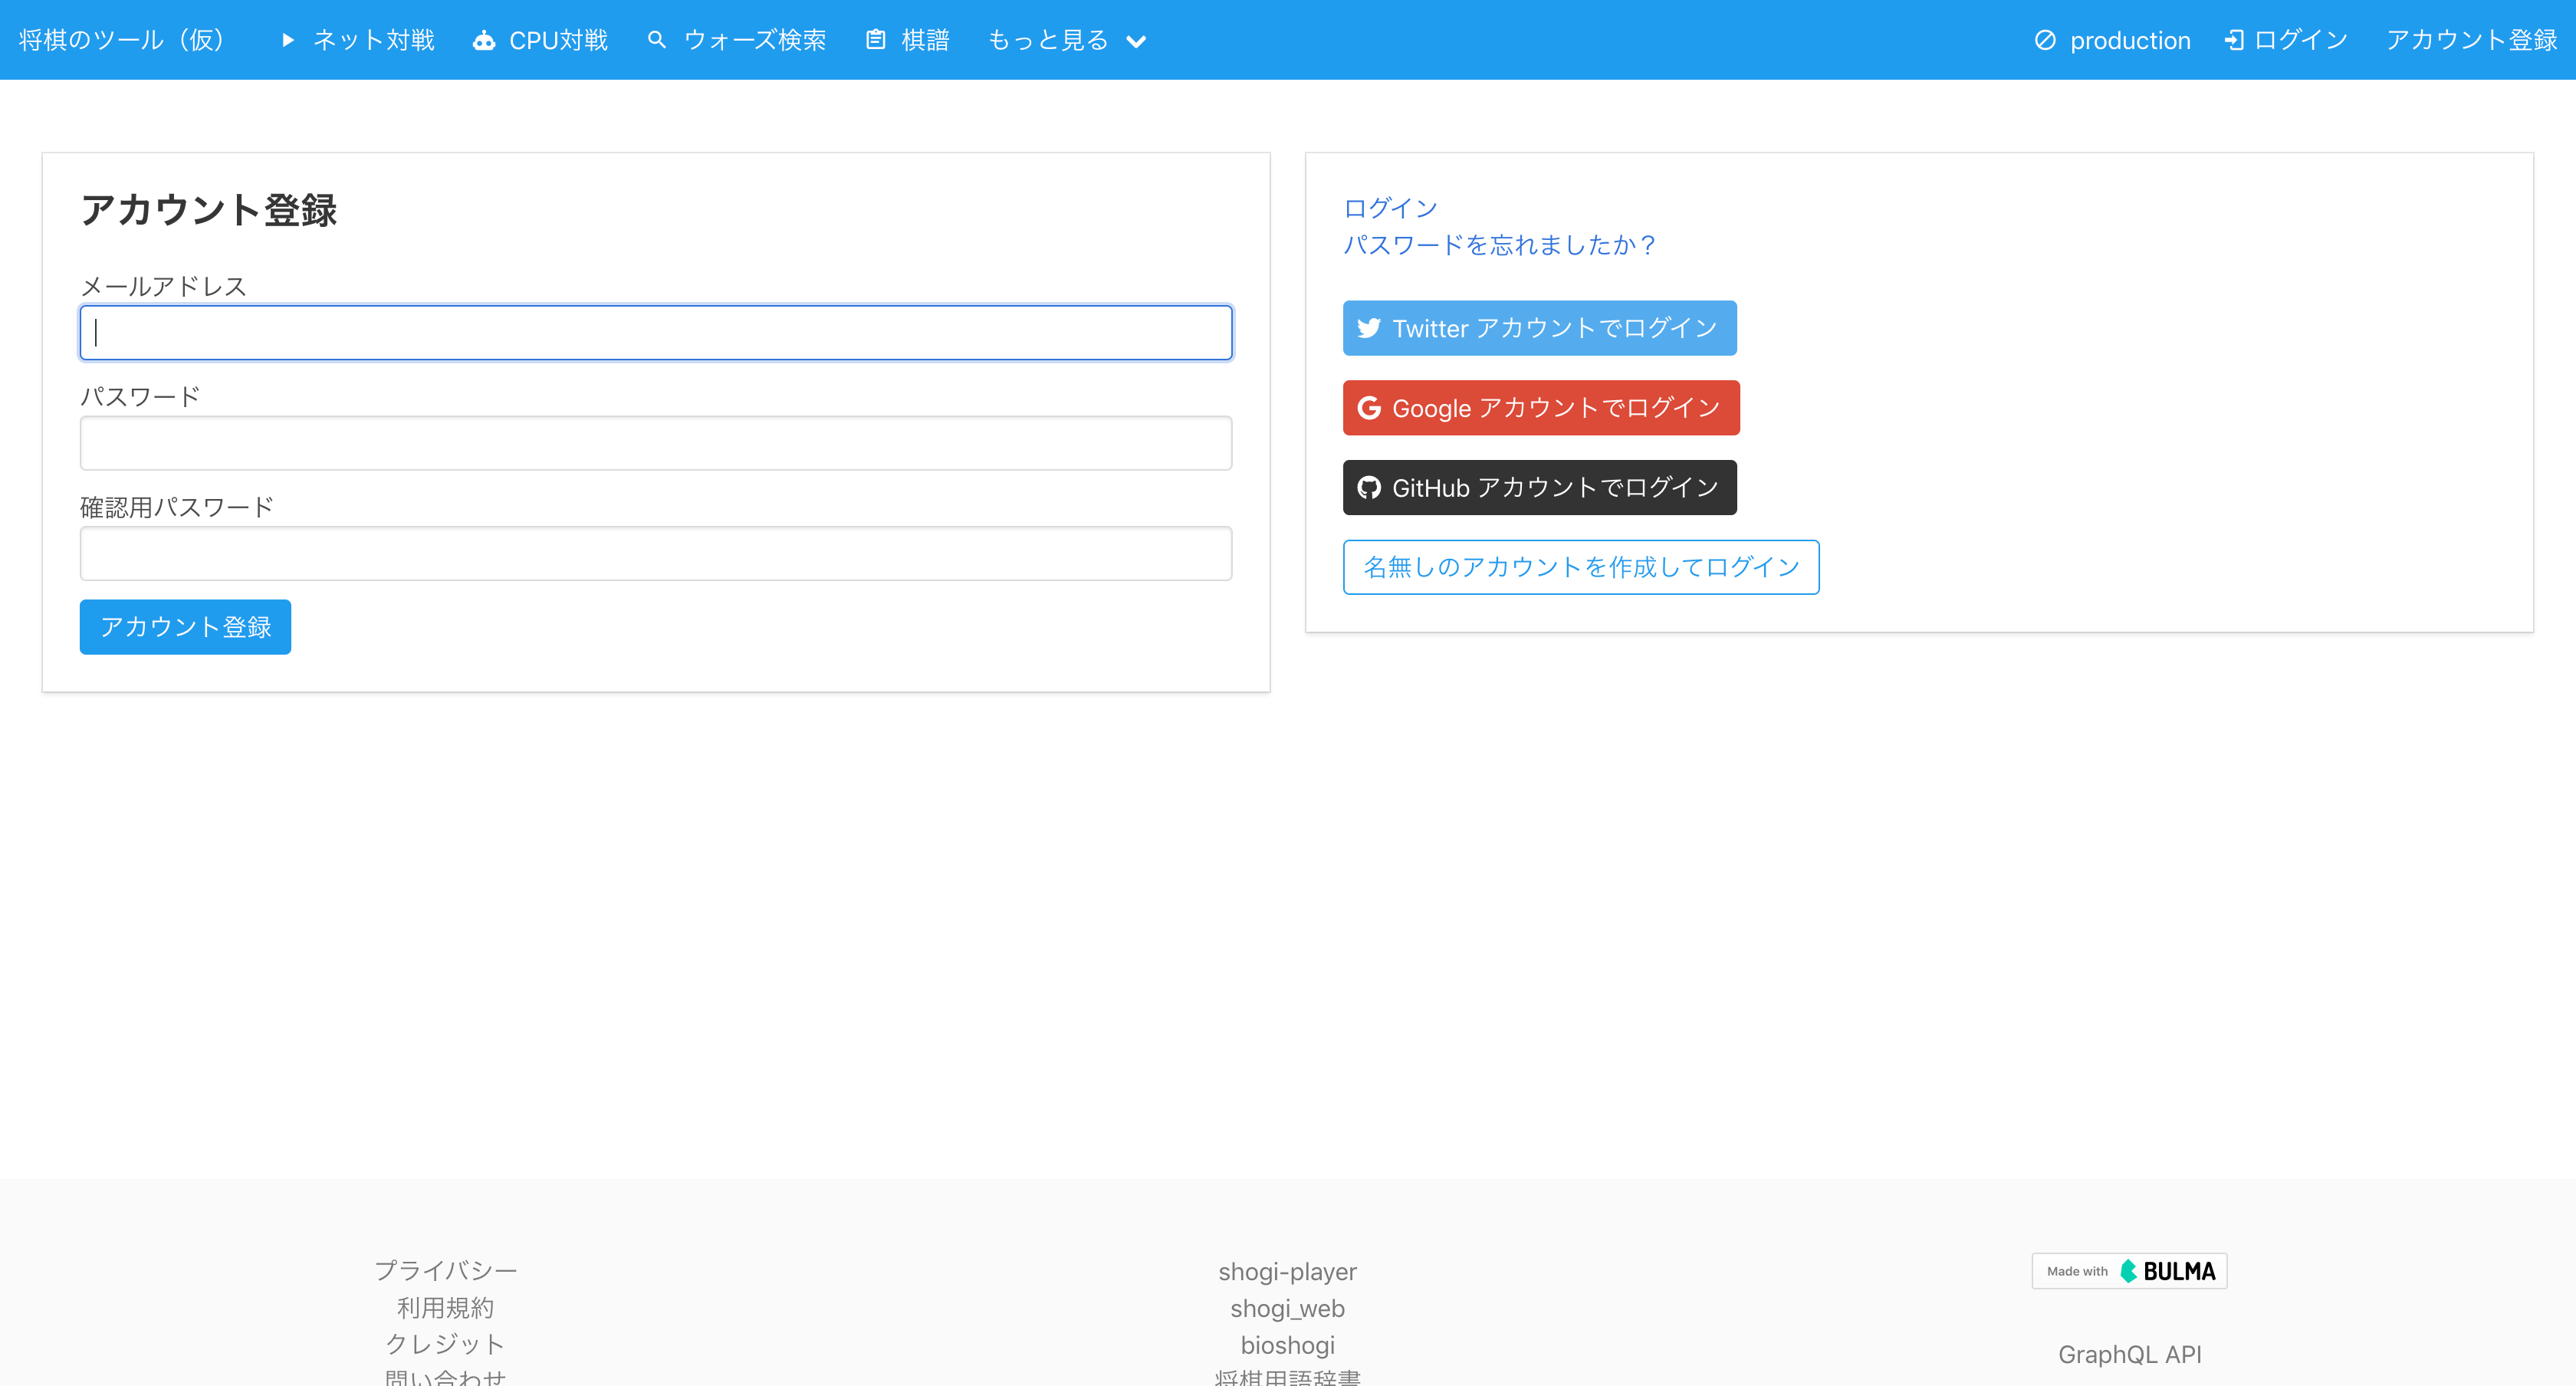 将棋のツール（仮） ネット対戦 CPU対戦 ウォーズ検索 棋譜 もっと見る production ログイン アカウント登録
アカウント登録
メールアドレス
パスワード
確認用パスワード
アカウント登録
ログイン
パスワードを忘れましたか？
Twitter アカウントでログイン
Google アカウントでログイン
GitHub アカウントでログイン
名無しのアカウントを作成してログイン
プライバシー
利用規約
クレジット
問い合わせ
shogi-player
shogi_web
bioshogi
将棋用語辞書
Made with BULMA
GraphQL API